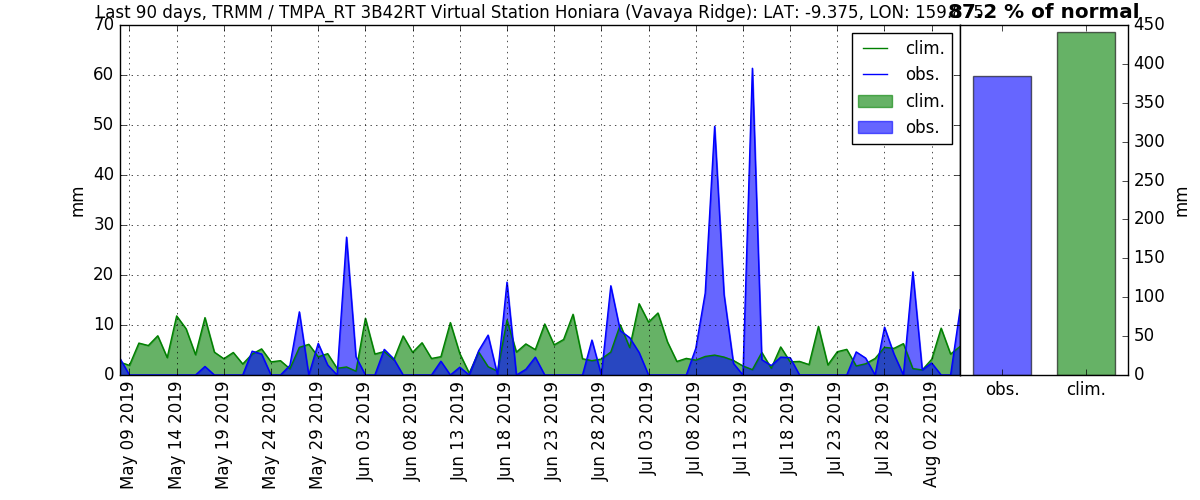 Last 90 days, TRMM / TMPA_RT 3B42RT Virtual Station Honiara (Vavaya Ridge): LAT: -9.375, LON: 159.
87.2 % of normal
70
60
50
40
30
20
10
0
mm
clim.
obs.
clim.
obs.
May 09 2019
May 14 2019
May 19 2019
May 24 2019
May 29 2019
Jun 03 2019
Jun 08 2019
Jun 13 2019
Jun 18 2019
Jun 23 2019
Jun 28 2019
Jul 03 2019
Jul 08 2019
Jul 13 2019
Jul 18 2019
Jul 23 2019
Jul 28 2019
Aug 02 2019
450
400
350
300
250
200
150
100
50
0
mm
obs.
clim.